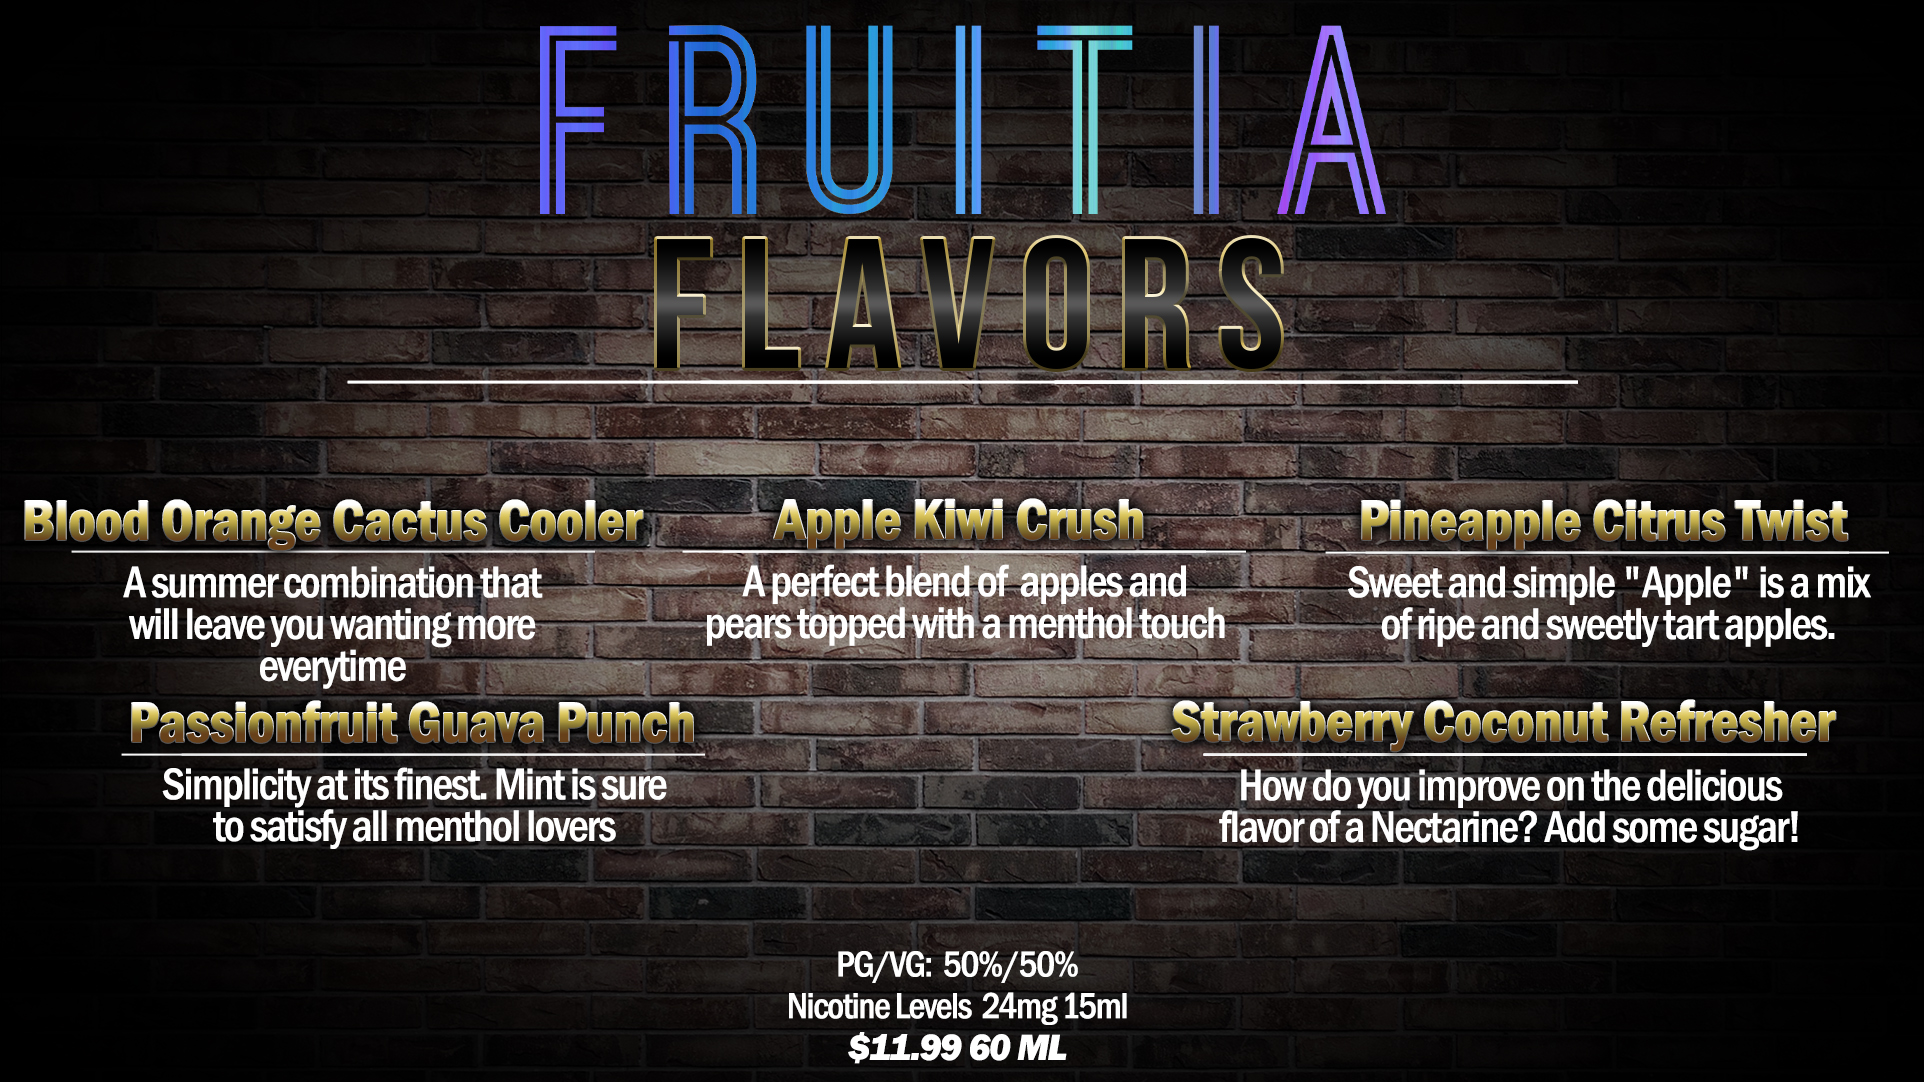 FRUITIA
FLAVORS
Blood Orange Cactus Cooler
A summer combination that
will leave you wanting more
everytime
Apple Kiwi Crush
A perfect blend of apples and
pears topped with a menthol touch
Pineapple Citrus Twist
Sweet and simple "Apple" is a mix
of ripe and sweetly tart apples.
Passionfruit Guava Punch
Simplicity at its finest. Mint is sure
to satisfy all menthol lovers
Strawberry Coconut Refresher
How do you improve on the delicious
flavor of a Nectarine? Add some sugar!
PG/VG: 50%/50%
Nicotine Levels 24mg 15ml
$11.99 60 ML